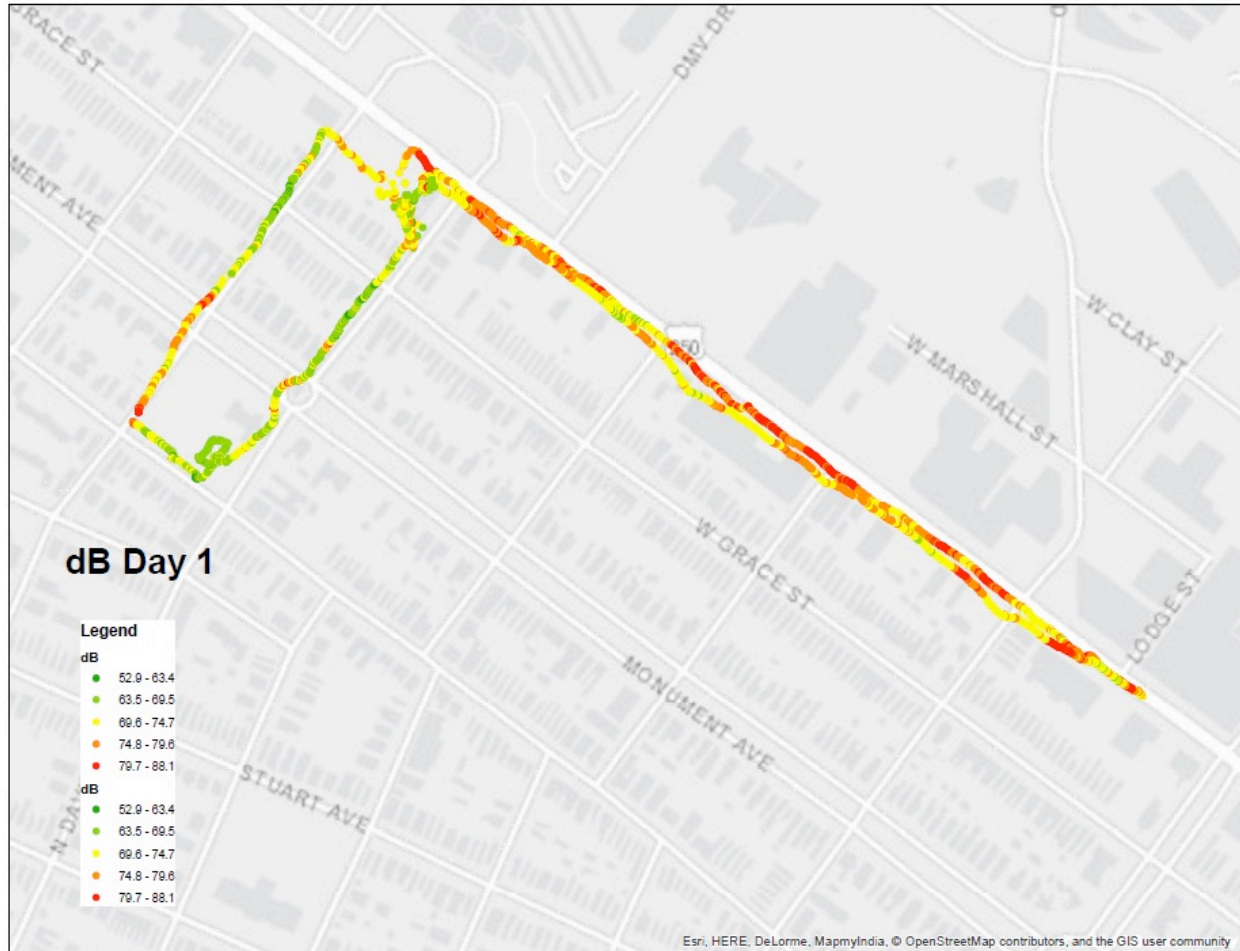 GRACE ST
DMV DR
MENT AVE
250
W CLAY ST
W MARSHALL ST
W GRACE ST
LODGE ST
MONUMENT AVE
STUART AVE
dB Day 1
Legend
dB
52.9 - 63.4
63.5 - 69.5
69.6 - 74.7
74.8 - 79.6
79.7 - 88.1
dB
52.9 - 63.4
63.5 - 69.5
69.6 - 74.7
74.8 - 79.6
79.7 - 88.1
Esri, HERE, DeLorme, MapmyIndia, © OpenStreetMap contributors, and the GIS user community